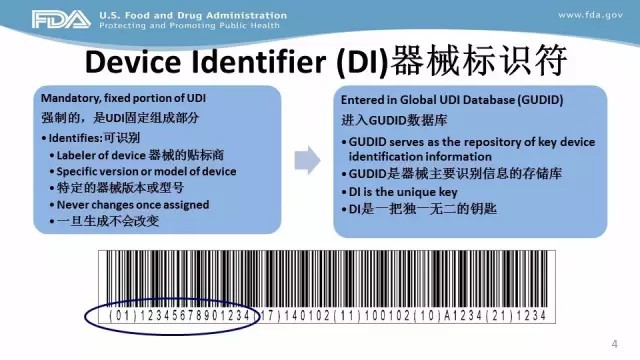 FDA
U.S. Food and Drug Administration
Protecting and Promoting Public Health
www.fda.gov
Device Identifier (DI)器械标识符
Mandatory, fixed portion of UDI
强制的，是UDI固定组成部分
• Identifies:可识别
• Labeler of device 器械的贴标商
• Specific version or model of device
• 特定的器械版本或型号
• Never changes once assigned
• 一旦生成不会改变
Entered in Global UDI Database (GUDID)
进入GUDID数据库
• GUDID serves as the repository of key device
identification information
• GUDID是器械主要识别信息的存储库
• DI is the unique key
• DI是一把独一无二的钥匙
(01)12345678901234(17)140102(11)100102(10)A1234(21)1234
4